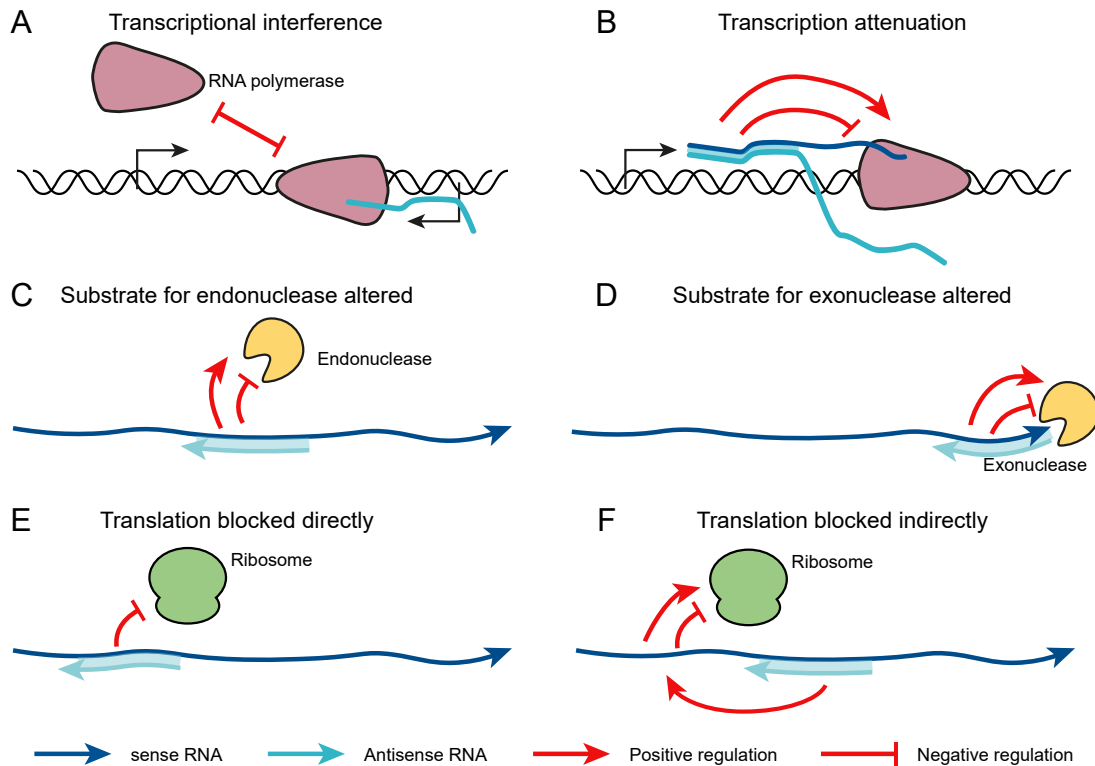 A Transcriptional interference
RNA polymerase
B Transcription attenuation
C Substrate for endonuclease altered
Endonuclease
D Substrate for exonuclease altered
Exonuclease
E Translation blocked directly
Ribosome
F Translation blocked indirectly
Ribosome
sense RNA
Antisense RNA
Positive regulation
Negative regulation